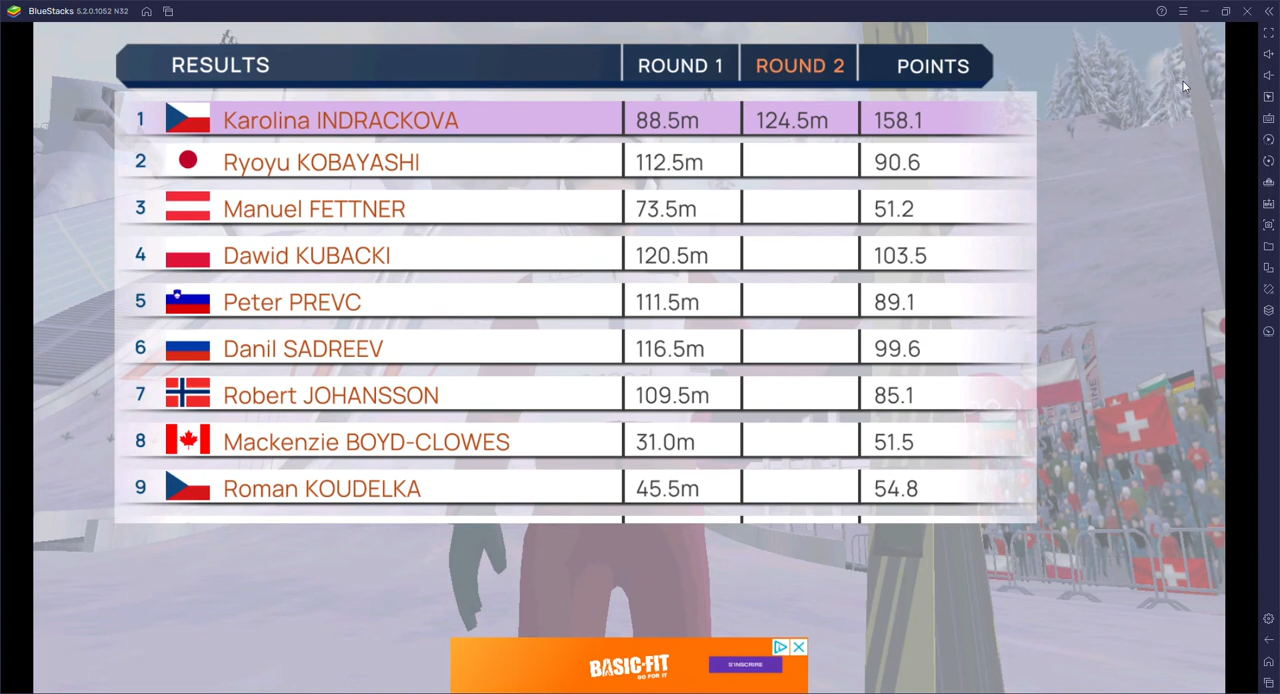 BlueStacks 5.2.0.1052 N32
RESULTS ROUND 1 ROUND 2 POINTS
1 Karolina INDRACKOVA 88.5m 124.5m 158.1
2 Ryoyu KOBAYASHI 112.5m 90.6
3 Manuel FETTNER 73.5m 51.2
4 Dawid KUBACKI 120.5m 103.5
5 Peter PREVC 111.5m 89.1
6 Danil SADREEV 116.5m 99.6
7 Robert JOHANSSON 109.5m 85.1
8 Mackenzie BOYD-CLOWES 31.0m 51.5
9 Roman KOUDELKA 45.5m 54.8
BASIC-FIT
GO FOR IT
S'INSCRIRE